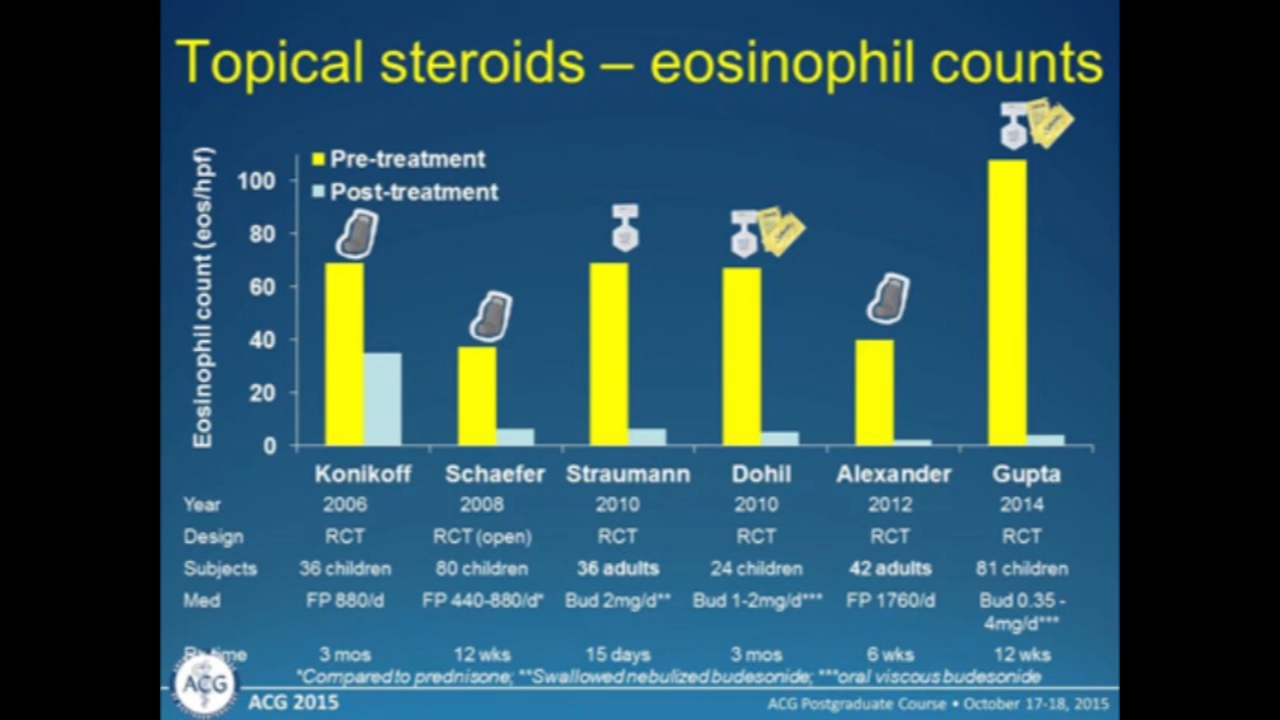 Topical steroids – eosinophil counts
Eosinophil count (eos/hpf)
Pre-treatment
Post-treatment
100
80
60
40
20
0
Konikoff Schaefer Straumann Dohil Alexander Gupta
Year 2006 2008 2010 2010 2012 2014
Design RCT RCT (open) RCT RCT RCT RCT
Subjects 36 children 80 children 36 adults 24 children 42 adults 81 children
Med FP 880/d FP 440-880/d* Bud 2mg/d** Bud 1-2mg/d*** FP 1760/d Bud 0.35 -
4mg/d***
time 3 mos 12 wks 15 days 3 mos 6 wks 12 wks
*Compared to prednisone; **Swallowed nebulized budesonide; ***oral viscous budesonide
ACG
ACG 2015
ACG Postgraduate Course • October 17-18, 2015